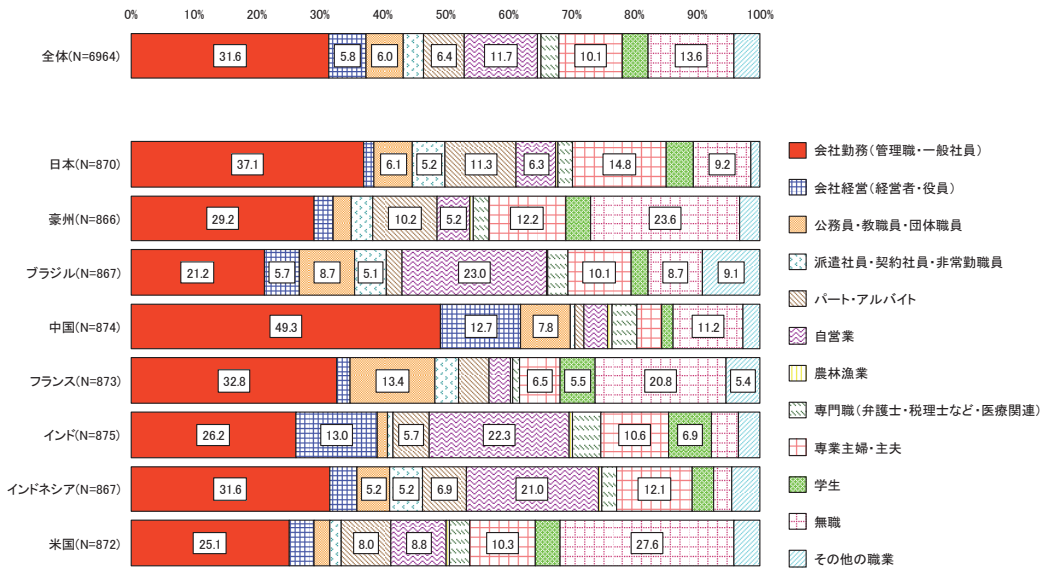 0% 10% 20% 30% 40% 50% 60% 70% 80% 90% 100%
全体(N=6964) 31.6 5.8 6.0 6.4 11.7 10.1 13.6
日本(N=870) 37.1 6.1 5.2 11.3 6.3 14.8 9.2
豪州(N=866) 29.2 10.2 5.2 12.2 23.6
ブラジル(N=867) 21.2 5.7 8.7 5.1 23.0 10.1 8.7 9.1
中国(N=874) 49.3 12.7 7.8 11.2
フランス(N=873) 32.8 13.4 6.5 5.5 20.8 5.4
インド(N=875) 26.2 13.0 5.7 22.3 10.6 6.9
インドネシア(N=867) 31.6 5.2 5.2 6.9 21.0 12.1
米国(N=872) 25.1 8.0 8.8 10.3 27.6
会社勤務(管理職・一般社員)
会社経営(経営者・役員)
公務員・教職員・団体職員
派遣社員・契約社員・非常勤職員
パート・アルバイト
自営業
農林漁業
専門職(弁護士・税理士など・医療関連)
専業主婦・主夫
学生
無職
その他の職業